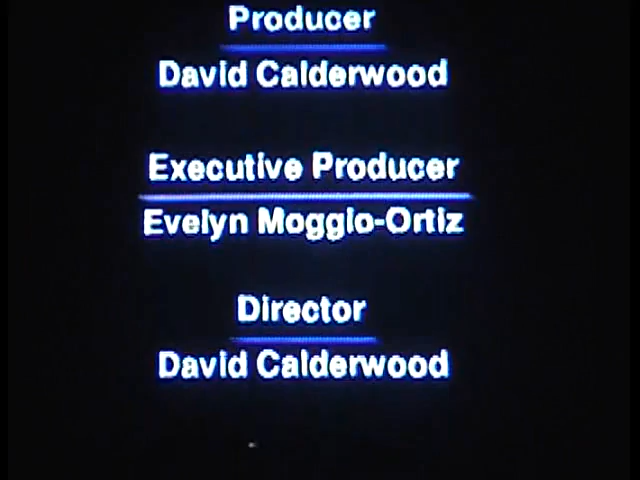 Producer
David Calderwood
Executive Producer
Evelyn Moggio-Ortiz
Director
David Calderwood